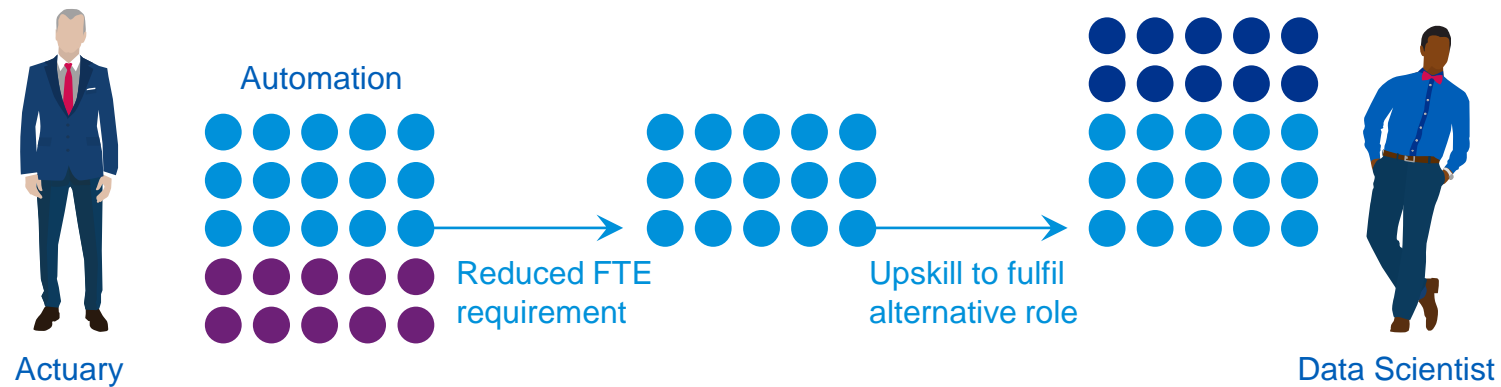 Automation
Reduced FTE
requirement
Upskill to fulfil
alternative role
Actuary
Data Scientist